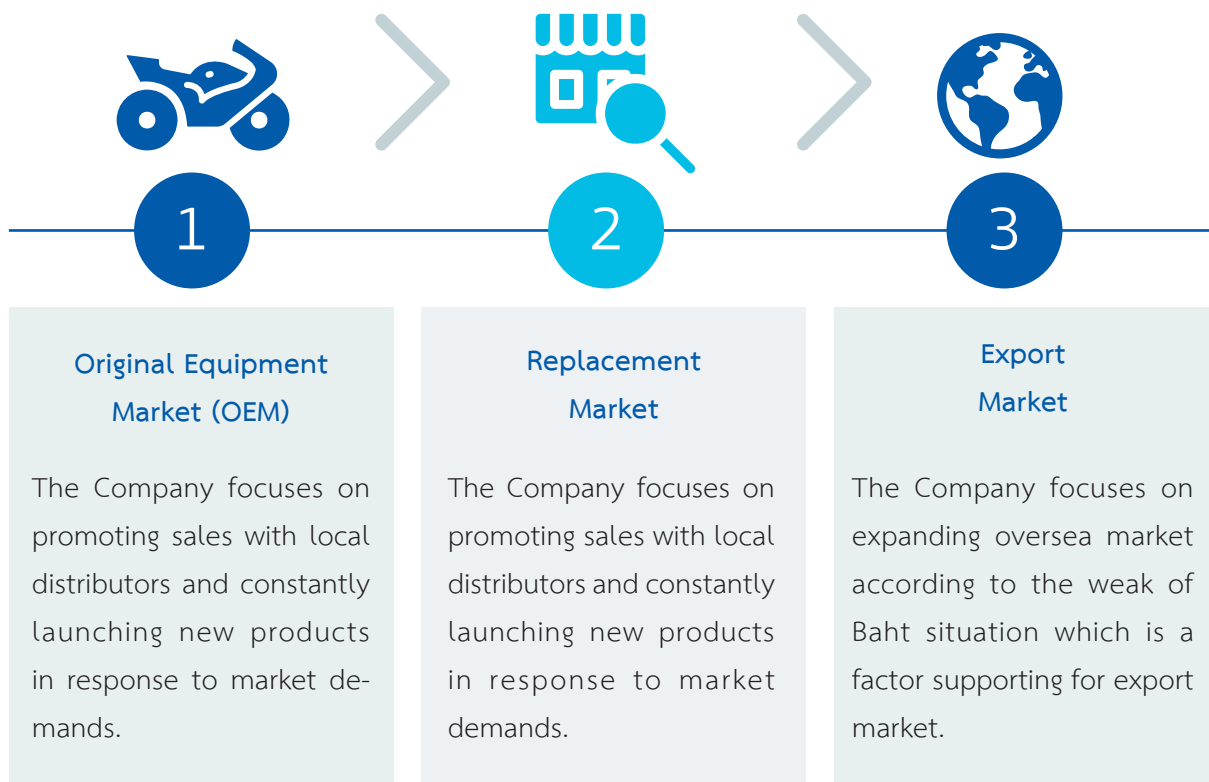 1
2
3
Original Equipment
Market (OEM)
The Company focuses on
promoting sales with local
distributors and constantly
launching new products
in response to market de-
mands.
Replacement
Market
The Company focuses on
promoting sales with local
distributors and constantly
launching new products
in response to market
demands.
Export
Market
The Company focuses on
expanding oversea market
according to the weak of
Baht situation which is a
factor supporting for export
market.